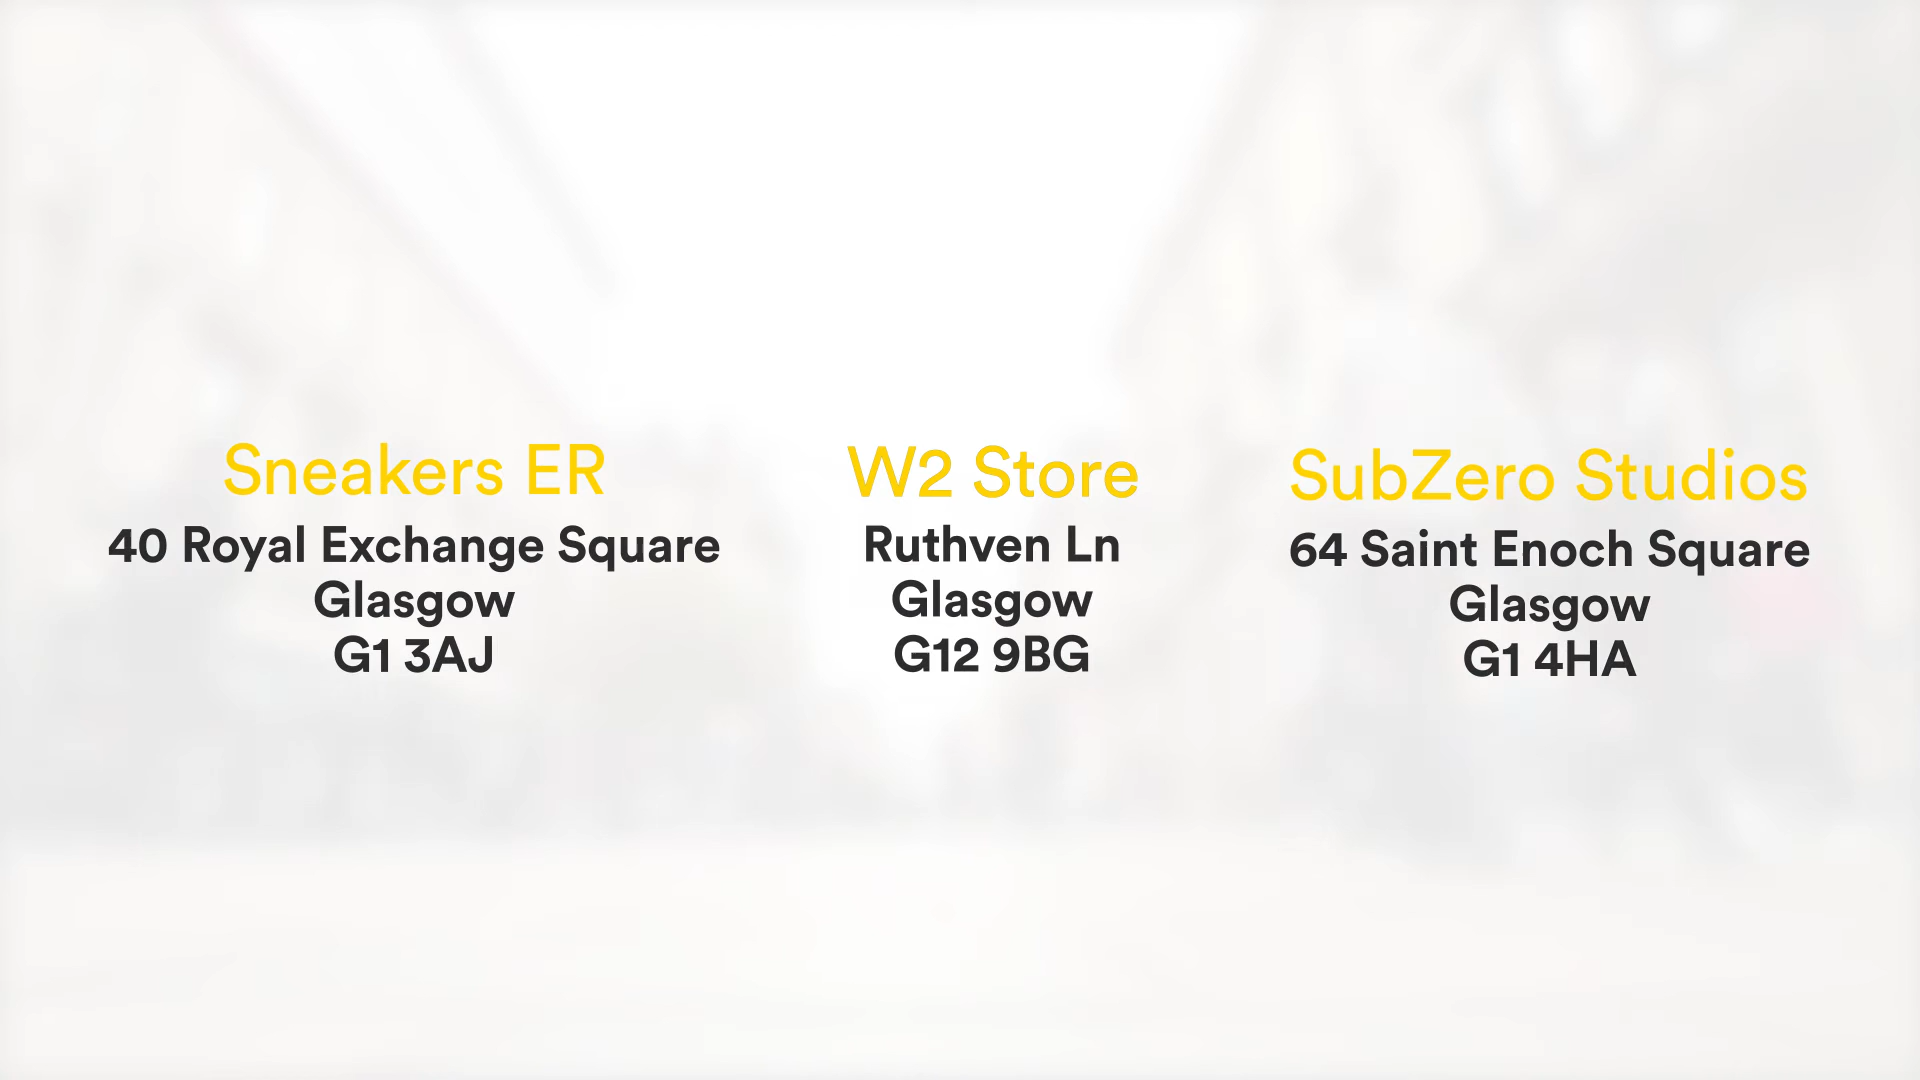 Sneakers ER
40 Royal Exchange Square
Glasgow
G1 3AJ
W2 Store
Ruthven Ln
Glasgow
G12 9BG
SubZero Studios
64 Saint Enoch Square
Glasgow
G1 4HA